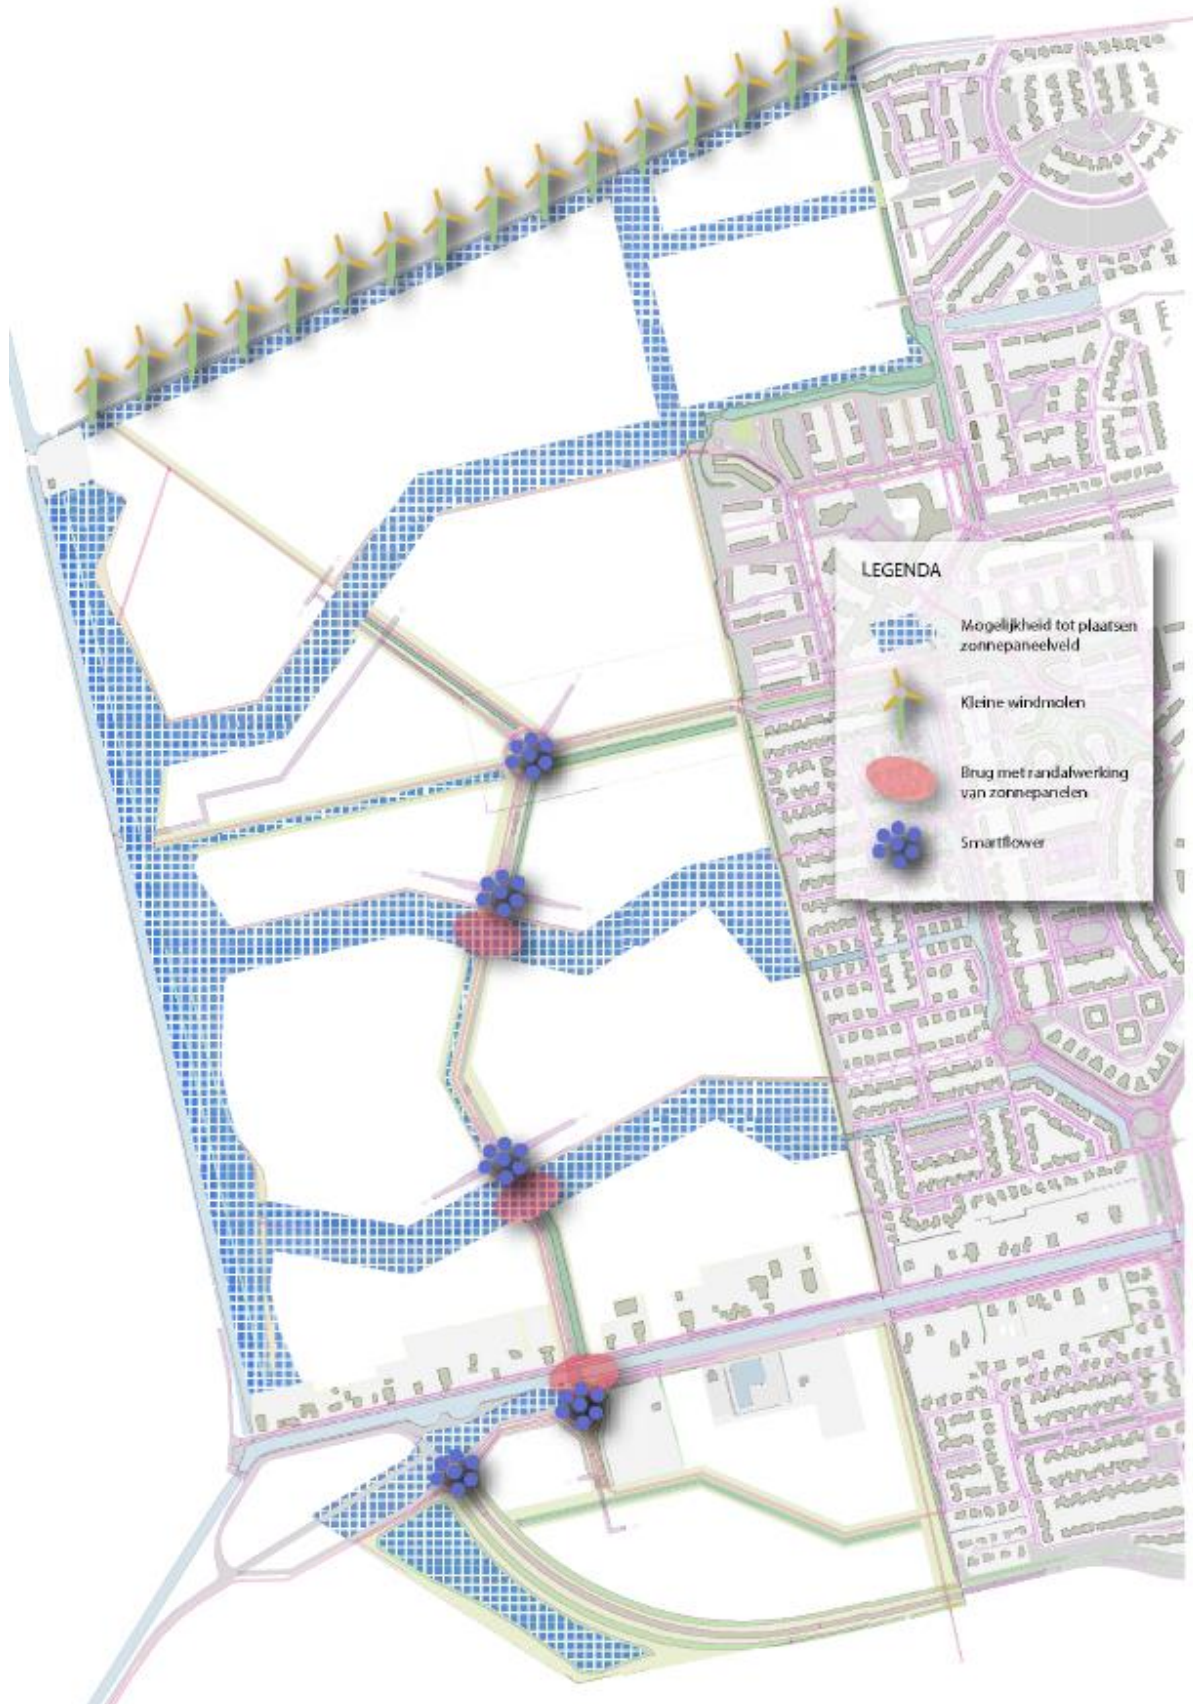 LEGENDA
Mogelijkheid tot plaatsen
zonnepaneelveld
Kleine windmolen
Brug met randafwerking
van zonnepanelen
Smartflower